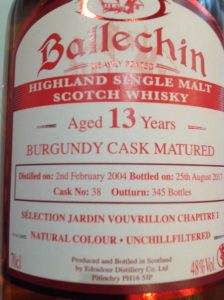 Ballechin
HEAVILY PEATED
HIGHLAND SINGLE MALT
SCOTCH WHISKY
Aged 13 Years
BURGUNDY CASK MATURED
Distilled on: 2nd February 2004 Bottled on: 25th August 2017
Cask No: 38 Outturn: 345 Bottles
SÉLECTION JARDIN VOUVRILLON CHAPITRE 1
NATURAL COLOUR • UNCHILLFILTERED
70cl
Produced and Bottled in Scotland by
Edradour Distillery Co. Ltd
Pitlochry PH16 5JP
48%Vol